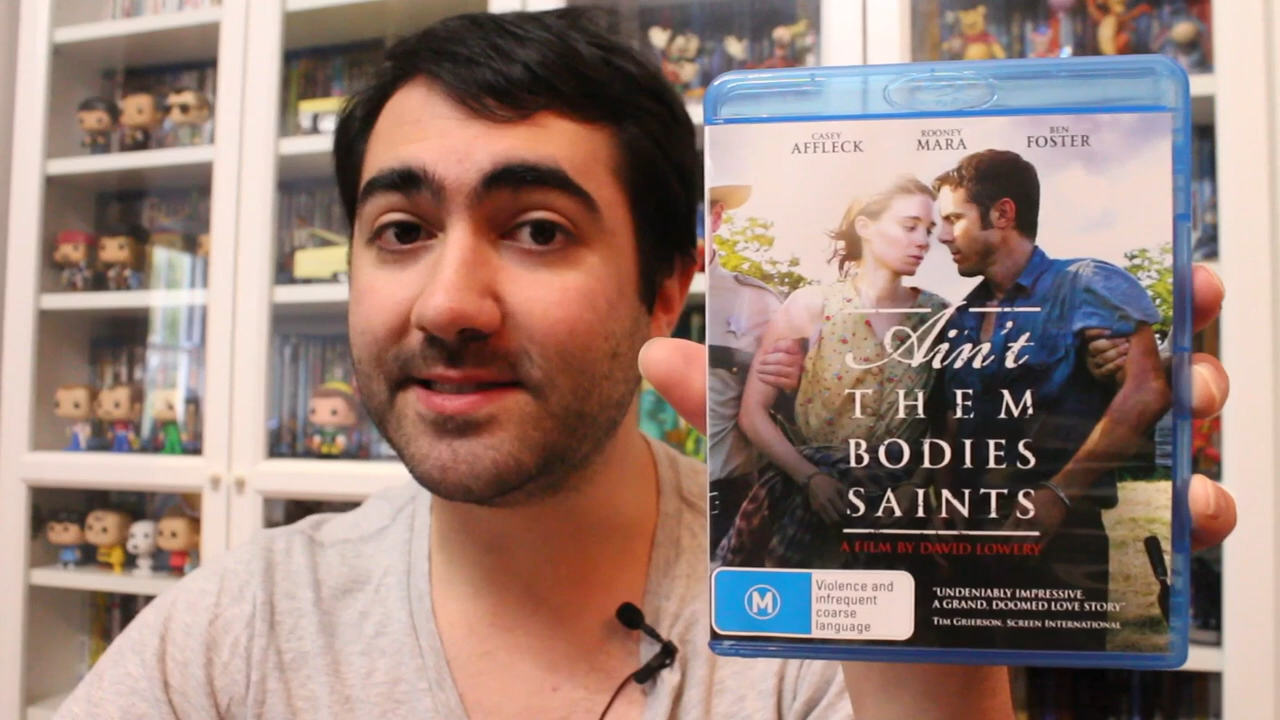 CASEY
AFFLECK
ROONEY
MARA
BEN
FOSTER
Ain't
THEM
BODIES
SAINTS
A FILM BY DAVID LOWERY
M
Violence and
infrequent
coarse
language
"UNDENIABLY IMPRESSIVE.
A GRAND, DOOMED LOVE STORY"
TIM GRIERSON, SCREEN INTERNATIONAL